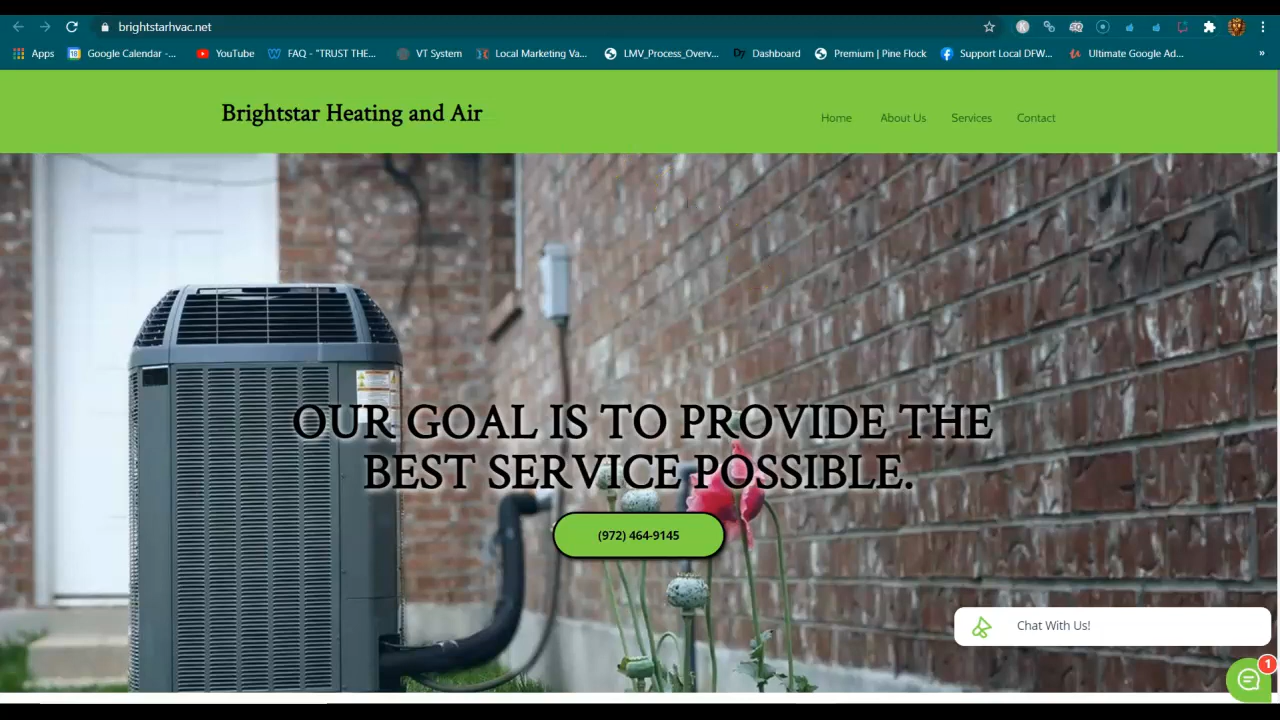 brightstarhvac.net
Apps
Google Calendar -...
YouTube
FAQ - "TRUST THE...
VT System
Local Marketing Va...
LMV_Process_Overv...
Dashboard
Premium | Pine Flock
Support Local DFW...
Ultimate Google Ad...
»
Brightstar Heating and Air
Home
About Us
Services
Contact
OUR GOAL IS TO PROVIDE THE
BEST SERVICE POSSIBLE.
(972) 464-9145
Chat With Us!
1